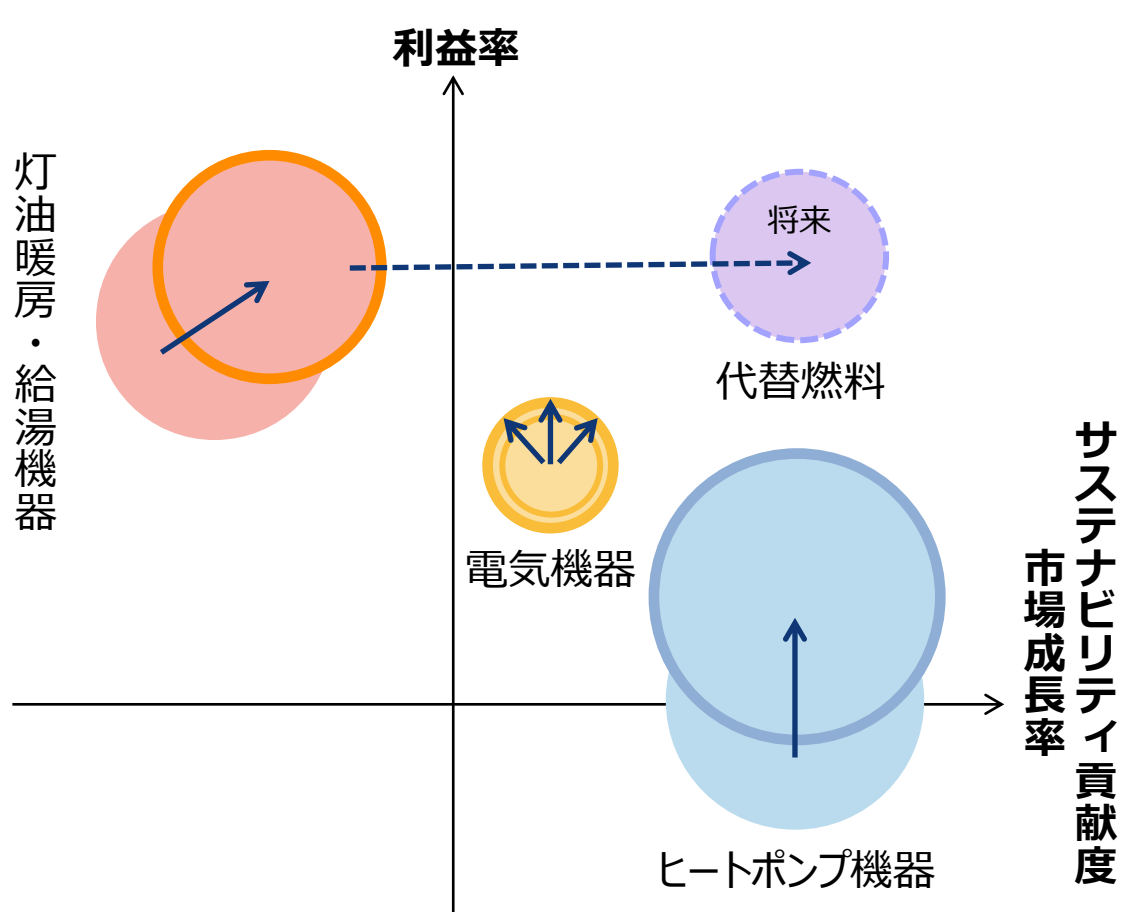 利益率
灯油暖房・給湯機器
将来
代替燃料
電気機器
ヒートポンプ機器
サステナビリティ貢献度
市場成長率